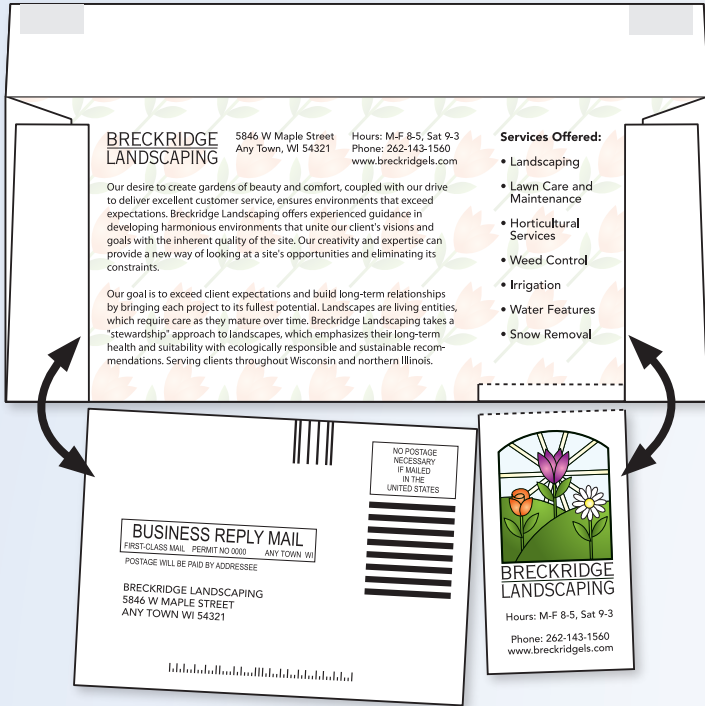 BRECKRIDGE
LANDSCAPING
5846 W Maple Street
Any Town, WI 54321
Hours: M-F 8-5, Sat 9-3
Phone: 262-143-1560
www.breckridgels.com
Our desire to create gardens of beauty and comfort, coupled with our drive
to deliver excellent customer service, ensures environments that exceed
expectations. Breckridge Landscaping offers experienced guidance in
developing harmonious environments that unite our client's visions and
goals with the inherent quality of the site. Our creativity and expertise can
provide a new way of looking at a site's opportunities and eliminating its
constraints.
Our goal is to exceed client expectations and build long-term relationships
by bringing each project to its fullest potential. Landscapes are living entities,
which require care as they mature over time. Breckridge Landscaping takes a
"stewardship" approach to landscapes, which emphasizes their long-term
health and suitability with ecologically responsible and sustainable recom-
mendations. Serving clients throughout Wisconsin and northern Illinois.
Services Offered:
• Landscaping
• Lawn Care and
Maintenance
• Horticultural
Services
• Weed Control
• Irrigation
• Water Features
• Snow Removal
NO POSTAGE
NECESSARY
IF MAILED
IN THE
UNITED STATES
BUSINESS REPLY MAIL
FIRST-CLASS MAIL PERMIT NO 0000 ANY TOWN WI
POSTAGE WILL BE PAID BY ADDRESSEE
BRECKRIDGE LANDSCAPING
5846 W MAPLE STREET
ANY TOWN WI 54321
BRECKRIDGE
LANDSCAPING
Hours: M-F 8-5, Sat 9-3
Phone: 262-143-1560
www.breckridgels.com